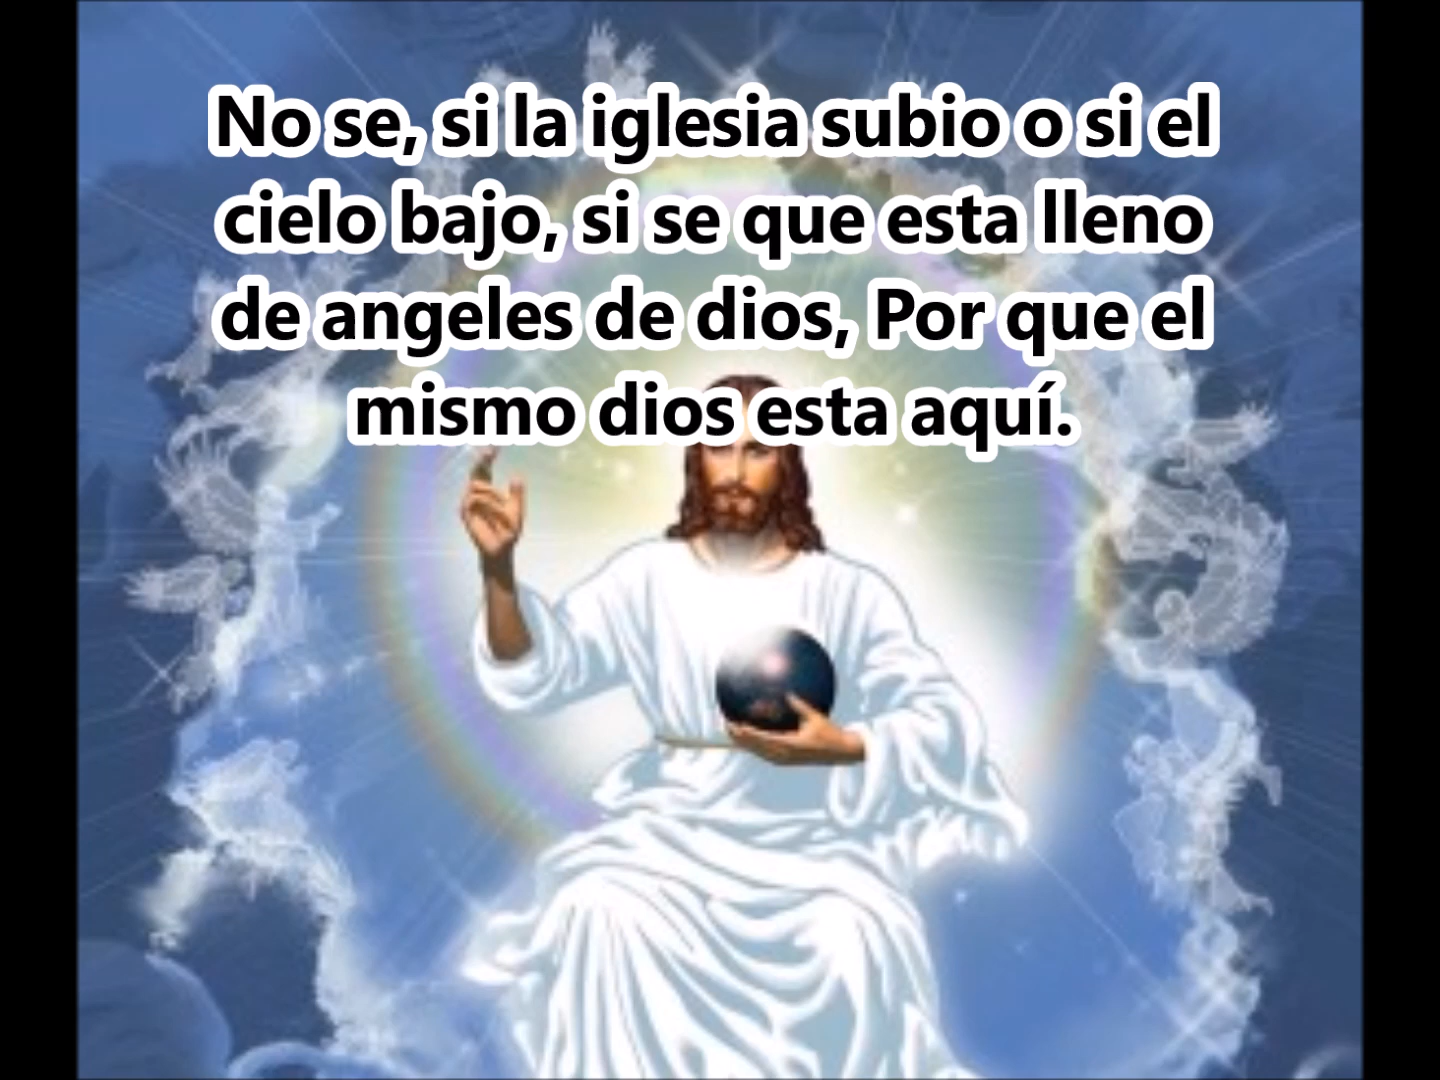 No se, si la iglesia subio o si el
cielo bajo, si se que esta lleno
de angeles de dios, Por que el
mismo dios esta aquí.